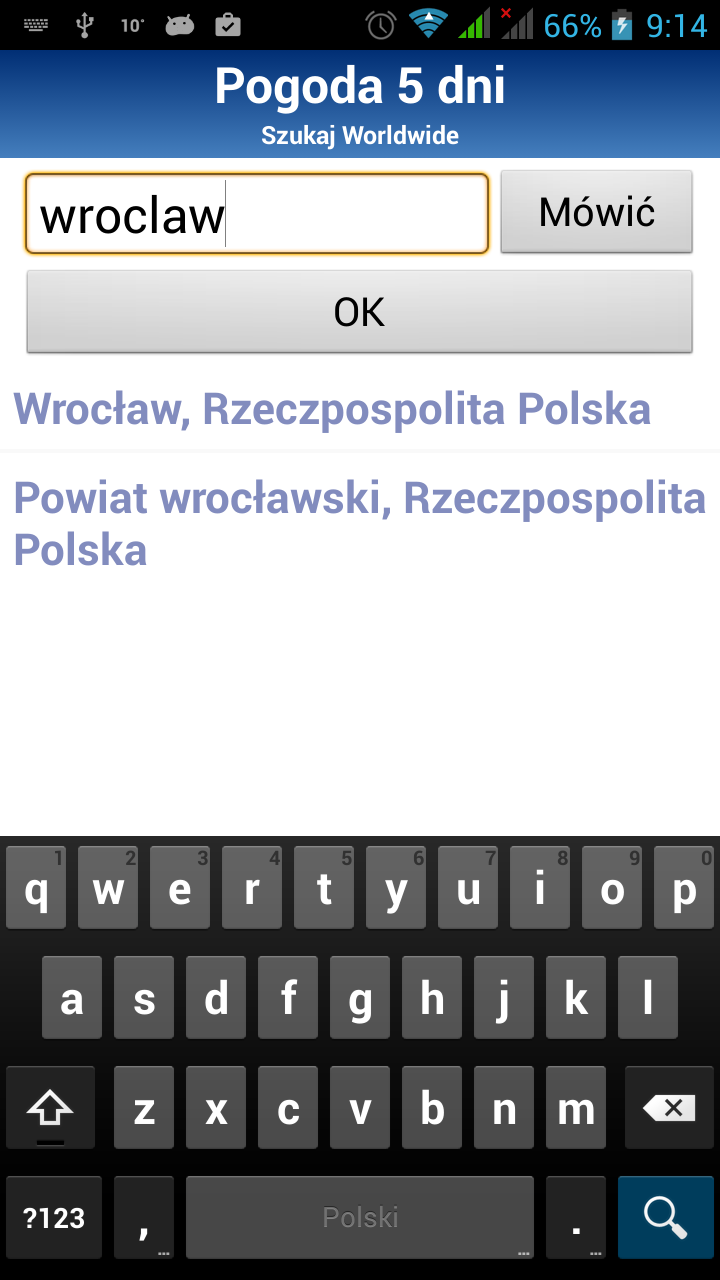 10° 66% 9:14
Pogoda 5 dni
Szukaj Worldwide
wroclaw Mówić
OK
Wrocław, Rzeczpospolita Polska
Powiat wrocławski, Rzeczpospolita
Polska
1 2 3 4 5 6 7 8 9 0
q w e r t y u i o p
a s d f g h j k l
z x c v b n m
?123 , ... Polski ... . ...